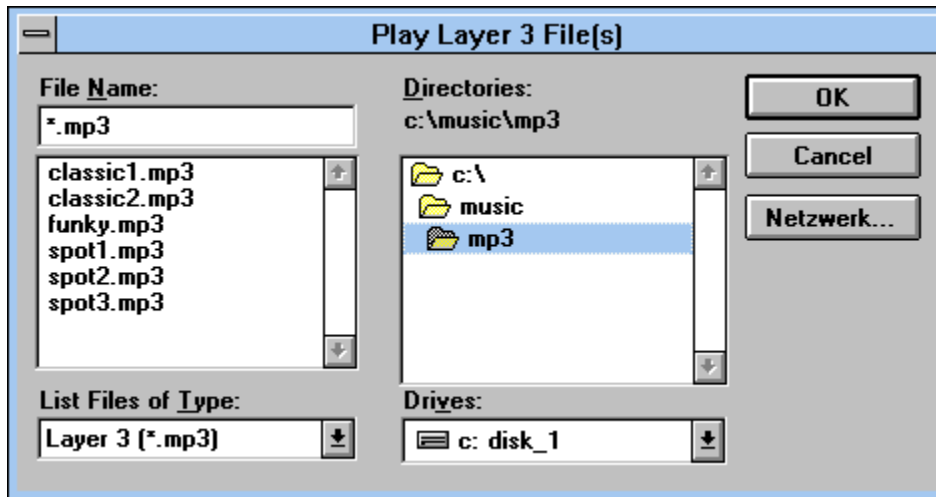 Play Layer 3 File(s)
File Name:
*.mp3
classic1.mp3
classic2.mp3
funky.mp3
spot1.mp3
spot2.mp3
spot3.mp3
List Files of Type:
Layer 3 (*.mp3)
Directories:
c:\music\mp3
c:\
music
mp3
Drives:
c: disk_1
OK
Cancel
Netzwerk...